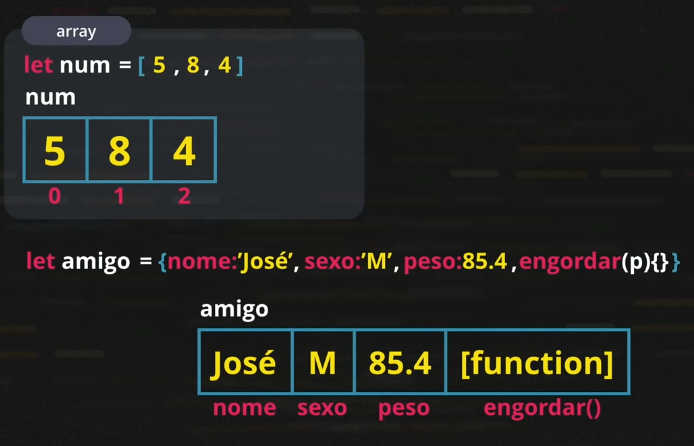 array
let num = [ 5 , 8 , 4 ]
num
5 8 4
0 1 2
let amigo = {nome:’José’, sexo:’M’, peso:85.4 ,engordar(p){} }
amigo
José M 85.4 [function]
nome sexo peso engordar()